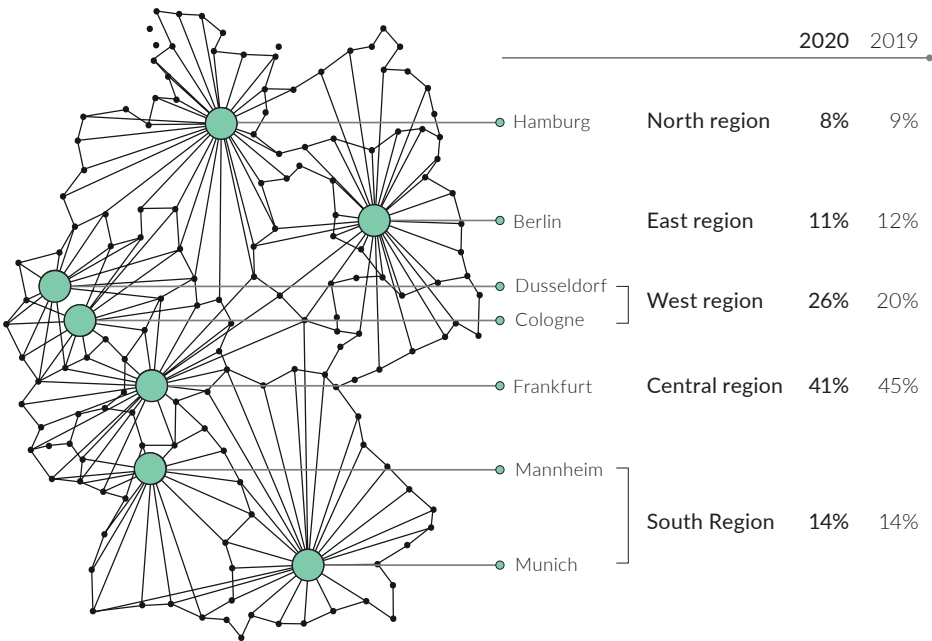 2020 2019
Hamburg North region 8% 9%
Berlin East region 11% 12%
Dusseldorf
West region 26% 20%
Cologne
Frankfurt Central region 41% 45%
Mannheim
South Region 14% 14%
Munich